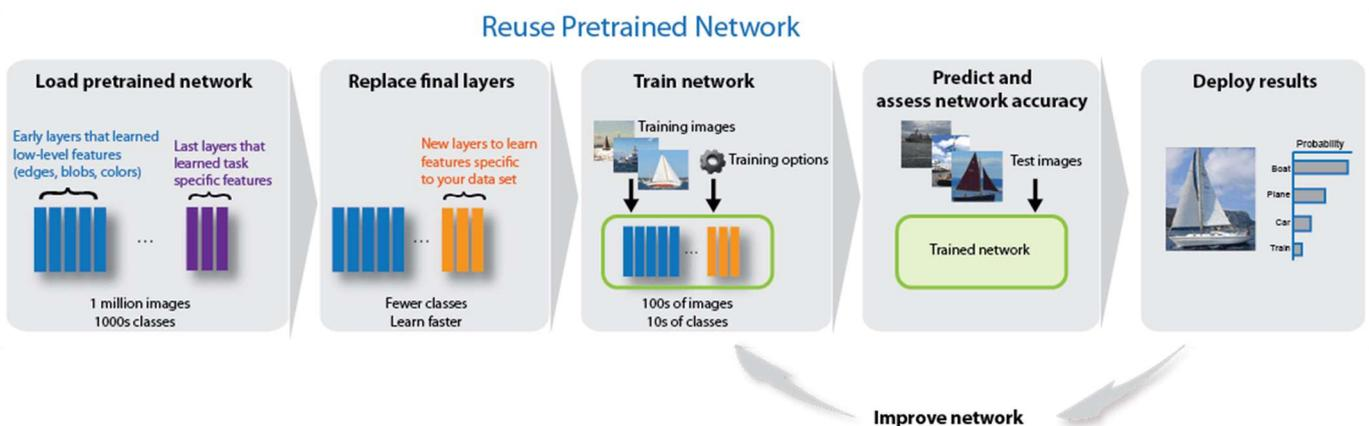 Reuse Pretrained Network
Load pretrained network
Early layers that learned
low-level features
(edges, blobs, colors)
Last layers that
learned task
specific features
...
1 million images
1000s classes
Replace final layers
New layers to learn
features specific
to your data set
...
Fewer classes
Learn faster
Train network
Training images
Training options
...
100s of images
10s of classes
Predict and
assess network accuracy
Test images
Trained network
Deploy results
Probability
Boat
Plane
Car
Train
Improve network